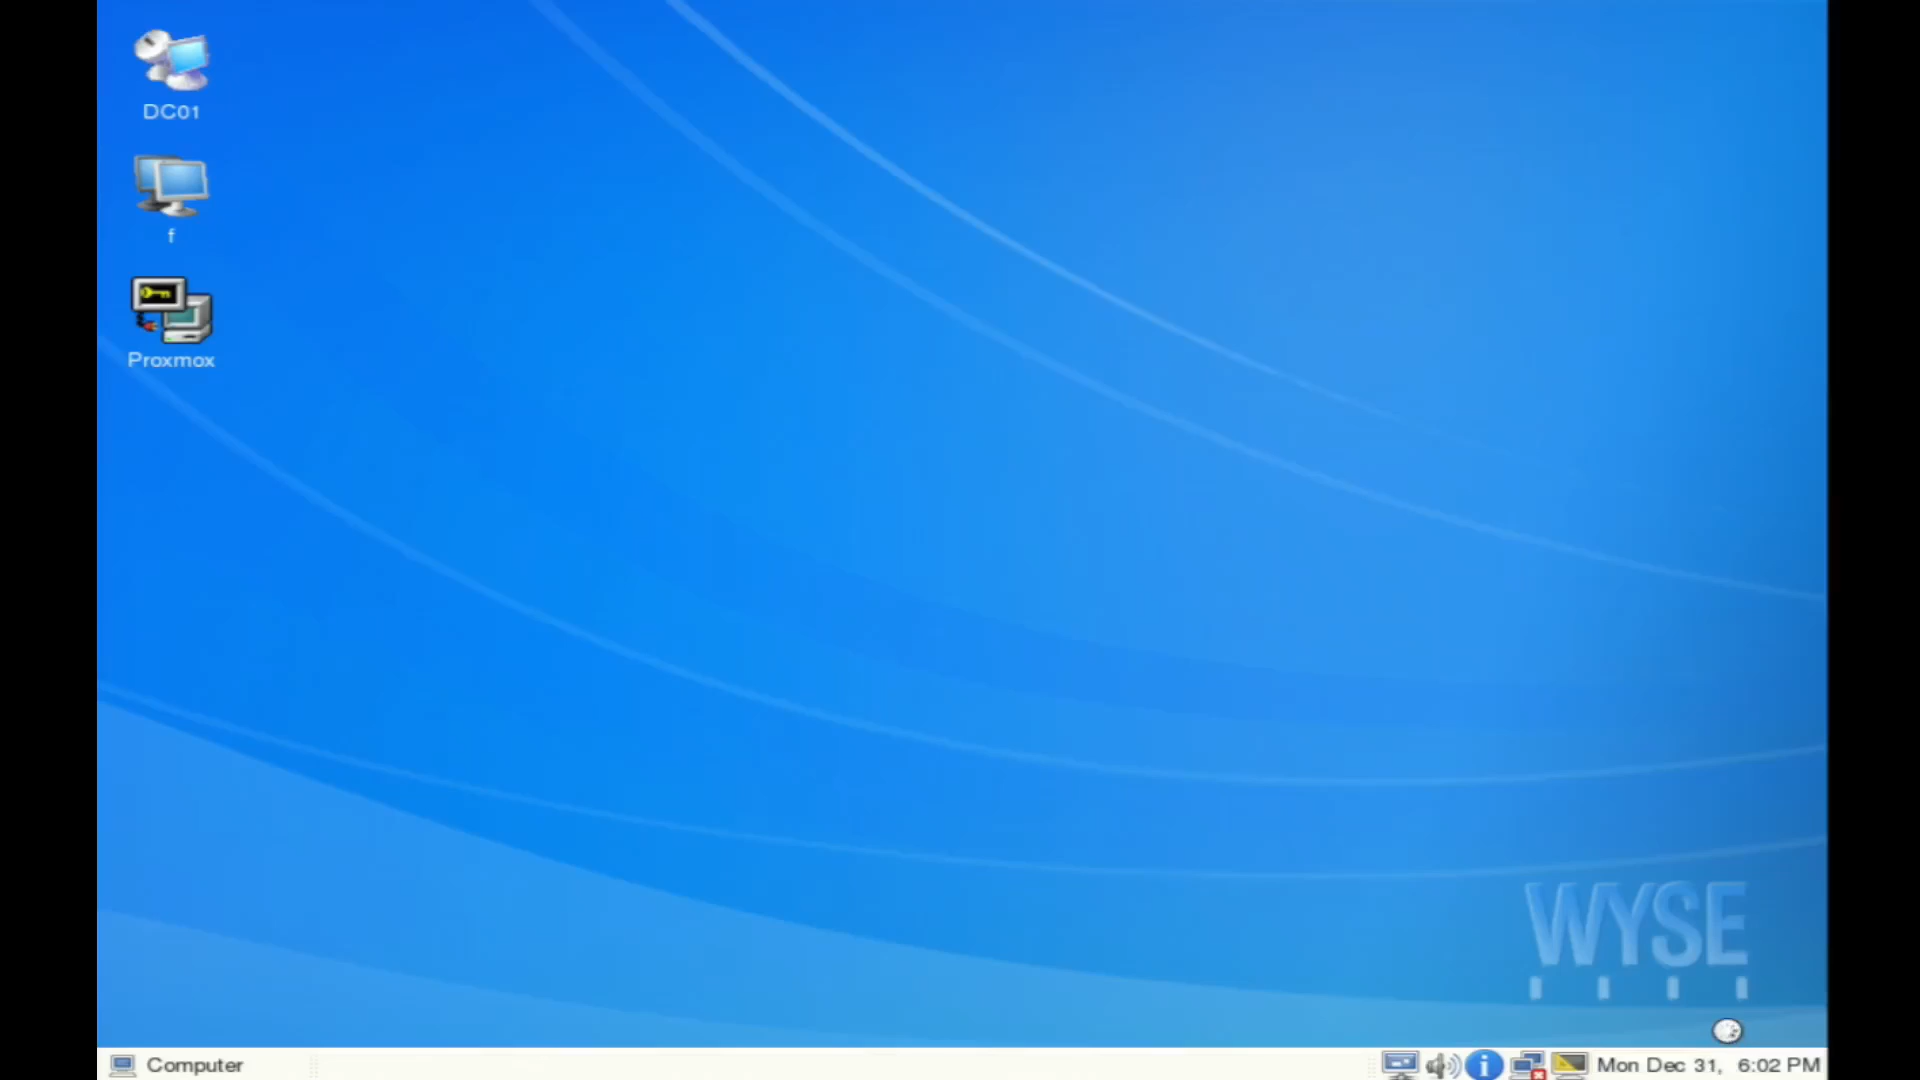 DC01
f
Proxmox
WYSE
Computer
Mon Dec 31, 6:02 PM